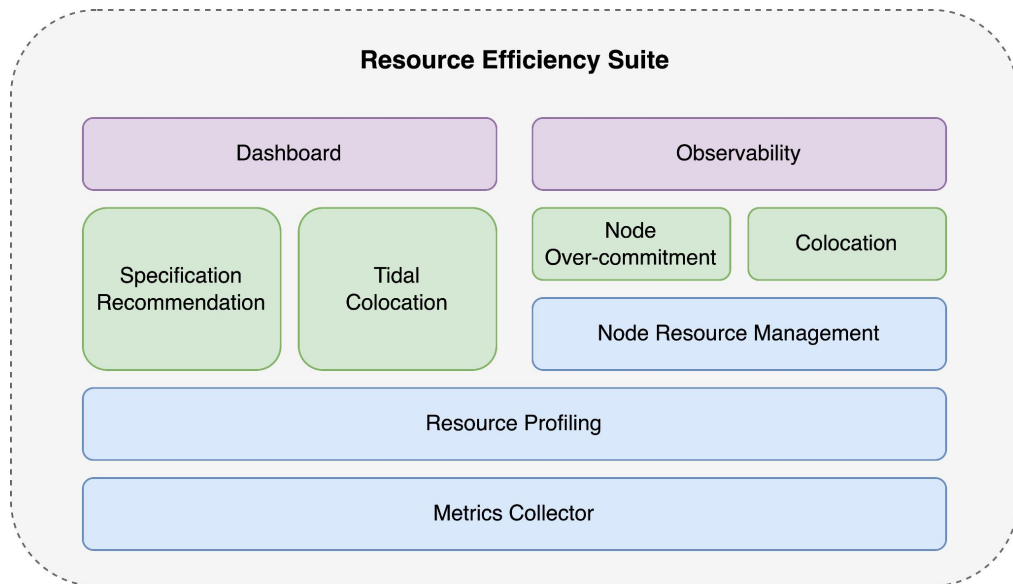 Resource Efficiency Suite
Dashboard
Observability
Specification
Recommendation
Tidal
Colocation
Node
Over-commitment
Colocation
Node Resource Management
Resource Profiling
Metrics Collector